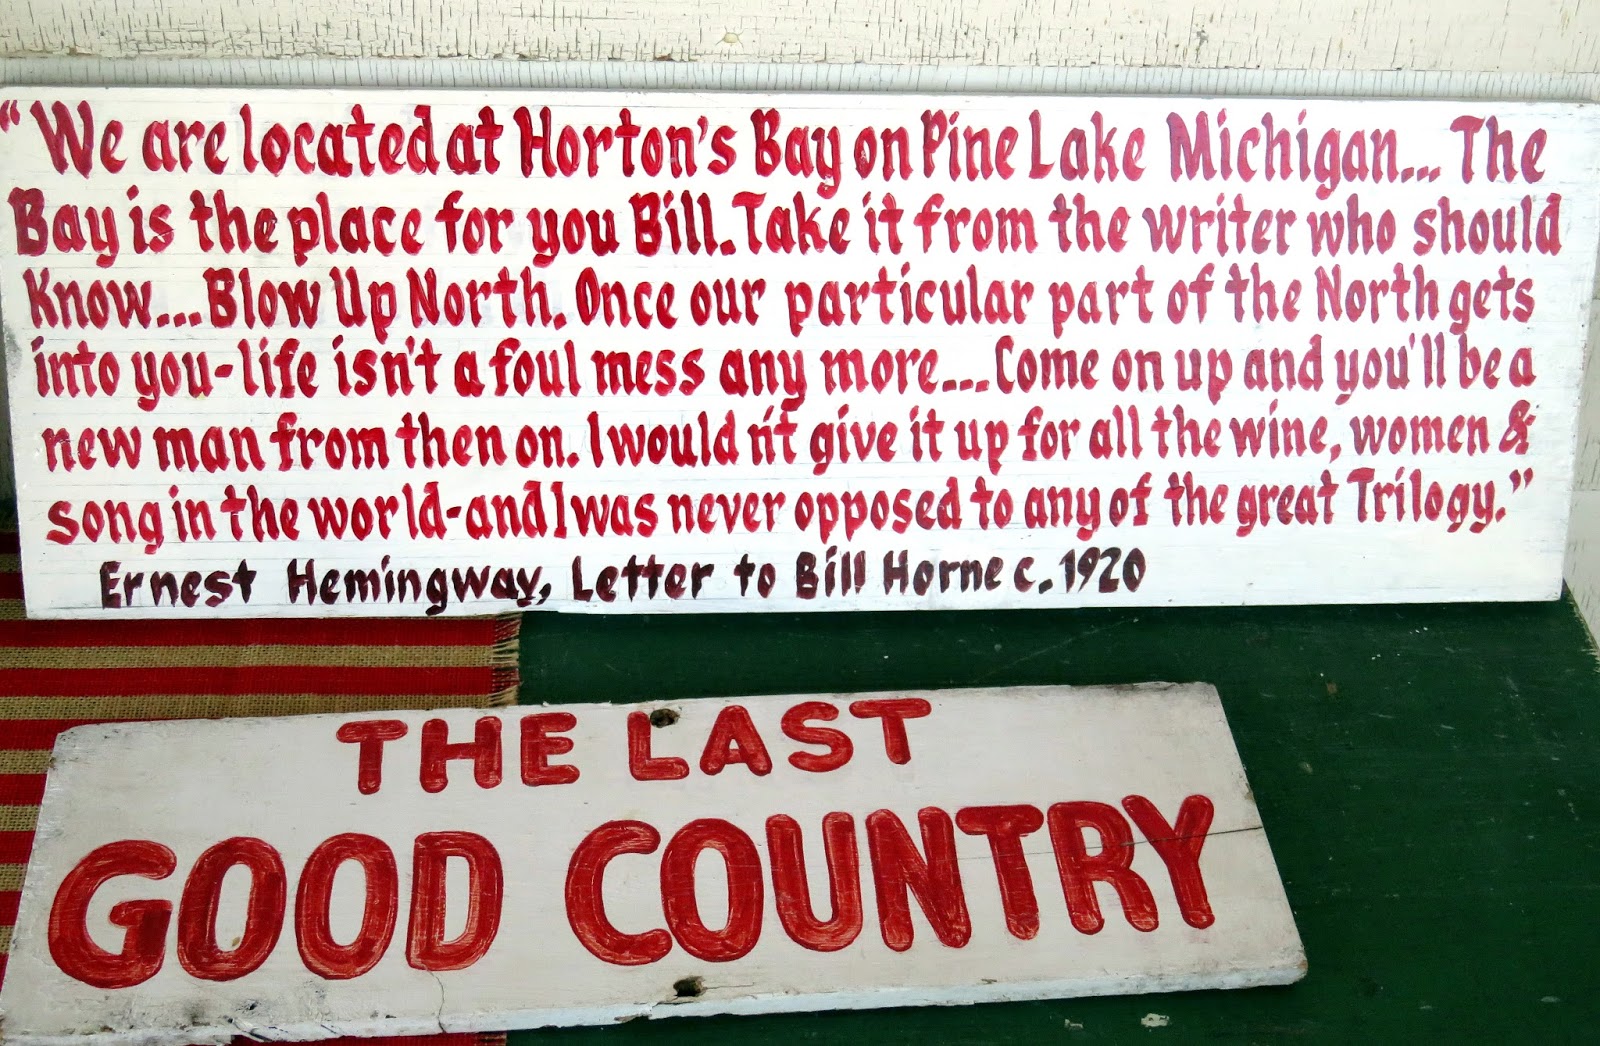 “We are located at Horton's Bay on Pine Lake Michigan... The
Bay is the place for you Bill. Take it from the writer who should
Know... Blow Up North. Once our particular part of the North gets
into you-life isn't a foul mess any more... Come on up and you'll be a
new man from then on. I would n't give it up for all the wine, women &
song in the world-and I was never opposed to any of the great Trilogy.”
Ernest Hemingway, Letter to Bill Horne c. 1920
THE LAST
GOOD COUNTRY